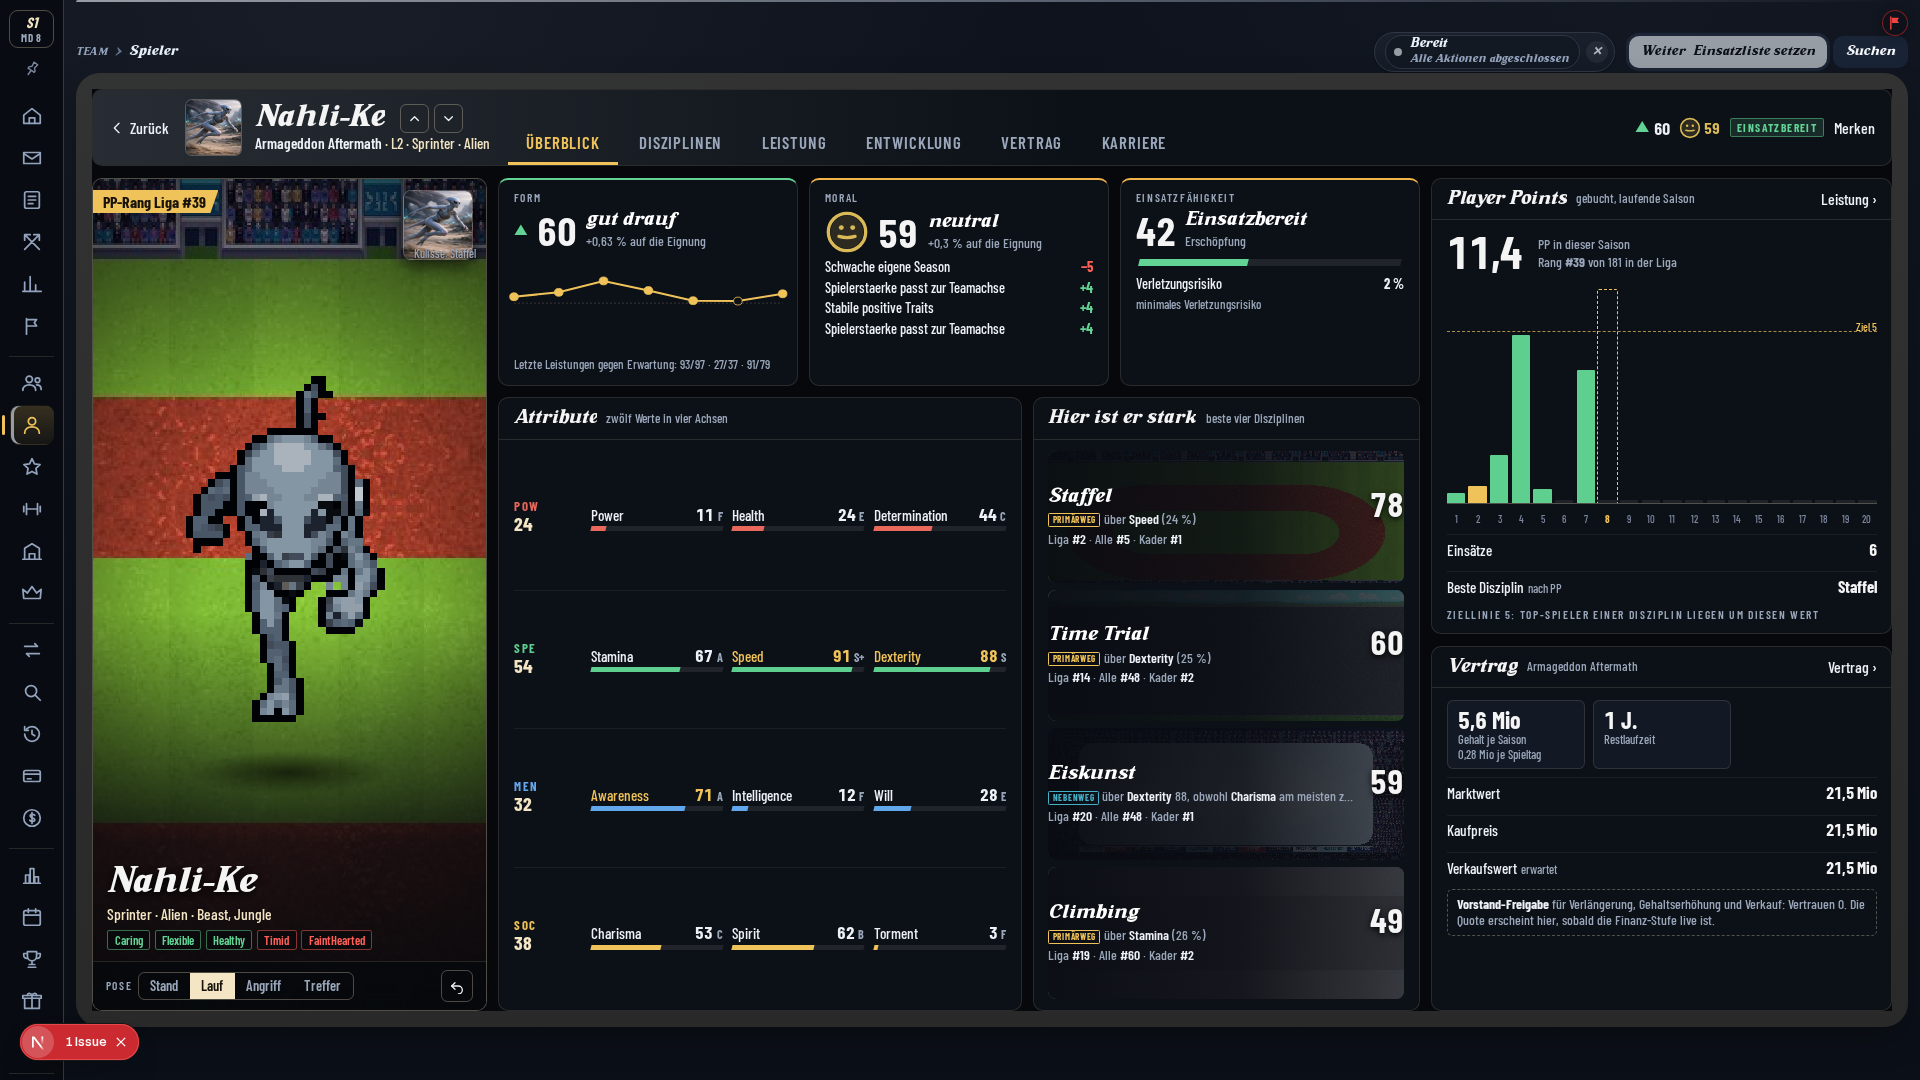 S1
MD 8
TEAM › Spieler
Bereit
Alle Aktionen abgeschlossen
Weiter Einsatzliste setzen
Suchen
Zurück
Nahli-Ke
Armageddon Aftermath · L2 · Sprinter · Alien
ÜBERBLICK
DISZIPLINEN
LEISTUNG
ENTWICKLUNG
VERTRAG
KARRIERE
60
59
EINSATZBEREIT
Merken
PP-Rang Liga #39
Kulisse: Staffel
Nahli-Ke
Sprinter · Alien · Beast, Jungle
Caring
Flexible
Healthy
Timid
FaintHearted
POSE
Stand
Lauf
Angriff
Treffer
FORM
60 gut drauf
+0,63 % auf die Eignung
Letzte Leistungen gegen Erwartung: 93/97 · 27/37 · 91/79
MORAL
59 neutral
+0,3 % auf die Eignung
Schwache eigene Season −5
Spielerstaerke passt zur Teamachse +4
Stabile positive Traits +4
Spielerstaerke passt zur Teamachse +4
EINSATZFÄHIGKEIT
42 Einsatzbereit
Erschöpfung
Verletzungsrisiko 2 %
minimales Verletzungsrisiko
Attribute zwölf Werte in vier Achsen
POW
24
Power 11 F
Health 24 E
Determination 44 C
SPE
54
Stamina 67 A
Speed 91 S+
Dexterity 88 S
MEN
32
Awareness 71 A
Intelligence 12 F
Will 28 E
SOC
38
Charisma 53 C
Spirit 62 B
Torment 3 F
Hier ist er stark beste vier Disziplinen
Staffel 78
PRIMÄRWEG über Speed (24 %)
Liga #2 · Alle #5 · Kader #1
Time Trial 60
PRIMÄRWEG über Dexterity (25 %)
Liga #14 · Alle #48 · Kader #2
Eiskunst 59
NEBENWEG über Dexterity 88, obwohl Charisma am meisten z…
Liga #20 · Alle #48 · Kader #1
Climbing 49
PRIMÄRWEG über Stamina (26 %)
Liga #19 · Alle #60 · Kader #2
Player Points gebucht, laufende Saison
Leistung ›
11,4
PP in dieser Saison
Rang #39 von 181 in der Liga
Ziel 5
1 2 3 4 5 6 7 8 9 10 11 12 13 14 15 16 17 18 19 20
Einsätze 6
Beste Disziplin nach PP Staffel
ZIELLINIE 5: TOP-SPIELER EINER DISZIPLIN LIEGEN UM DIESEN WERT
Vertrag Armageddon Aftermath
Vertrag ›
5,6 Mio
Gehalt je Saison
0,28 Mio je Spieltag
1 J.
Restlaufzeit
Marktwert 21,5 Mio
Kaufpreis 21,5 Mio
Verkaufswert erwartet 21,5 Mio
Vorstand-Freigabe für Verlängerung, Gehaltserhöhung und Verkauf: Vertrauen 0. Die
Quote erscheint hier, sobald die Finanz-Stufe live ist.
N 1 Issue